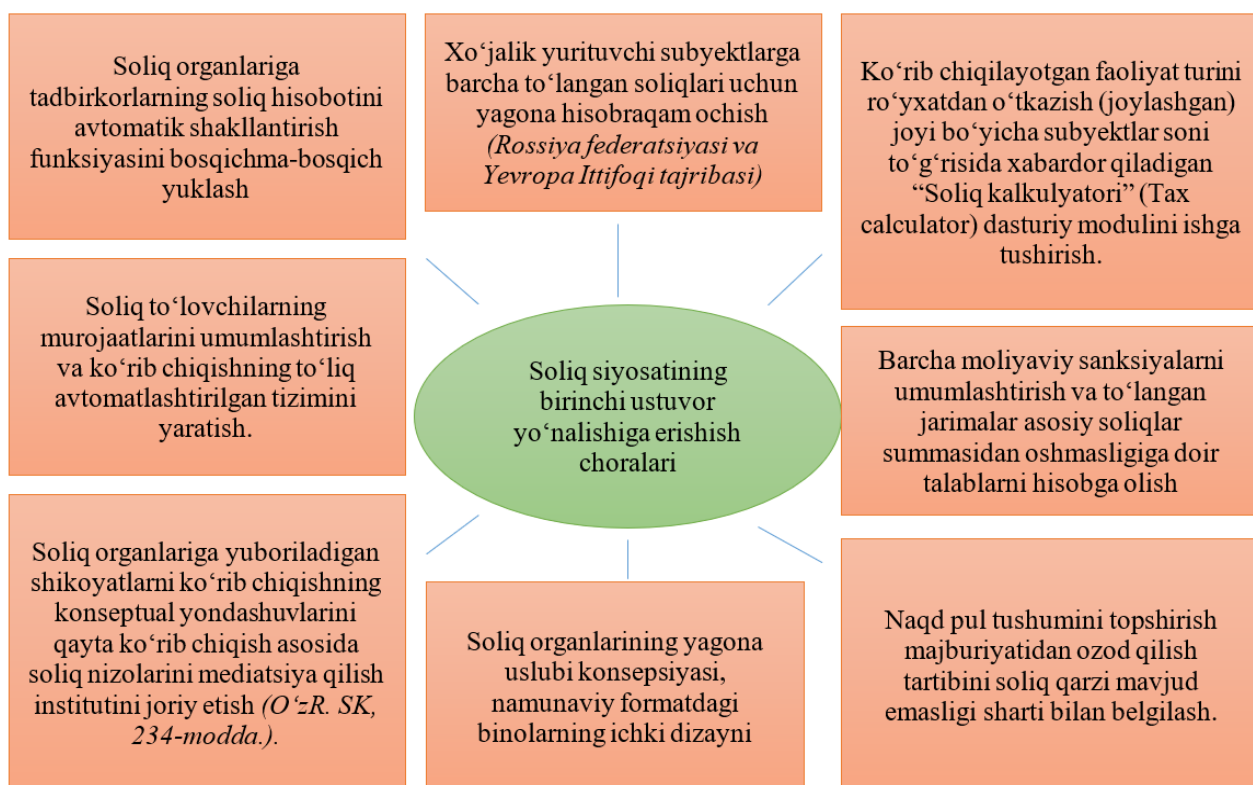 Soliq organlariga
tadbirkorlarning soliq hisobotini
avtomatik shakllantirish
funksiyasini bosqichma-bosqich
yuklash
Xo‘jalik yurituvchi subyektlarga
barcha to‘langan soliqlari uchun
yagona hisobraqam ochish
(Rossiya federatsiyasi va
Yevropa Ittifoqi tajribasi)
Ko‘rib chiqilayotgan faoliyat turini
ro‘yxatdan o‘tkazish (joylashgan)
joyi bo‘yicha subyektlar soni
to‘g‘risida xabardor qiladigan
“Soliq kalkulyatori” (Tax
calculator) dasturiy modulini ishga
tushirish.
Soliq to‘lovchilarning
murojaatlarini umumlashtirish
va ko‘rib chiqishning to‘liq
avtomatlashtirilgan tizimini
yaratish.
Soliq siyosatining
birinchi ustuvor
yo‘nalishiga erishish
choralari
Barcha moliyaviy sanksiyalarni
umumlashtirish va to‘langan
jarimalar asosiy soliqlar
summasidan oshmasligiga doir
talablarni hisobga olish
Soliq organlariga yuboriladigan
shikoyatlarni ko‘rib chiqishning
konseptual yondashuvlarini
qayta ko‘rib chiqish asosida
soliq nizolarini mediatsiya qilish
institutini joriy etish (O‘zR. SK,
234-modda.).
Soliq organlarining yagona
uslubi konsepsiyasi,
namunaviy formatdagi
binolarning ichki dizayni
Naqd pul tushumini topshirish
majburiyatidan ozod qilish
tartibini soliq qarzi mavjud
emasligi sharti bilan belgilash.